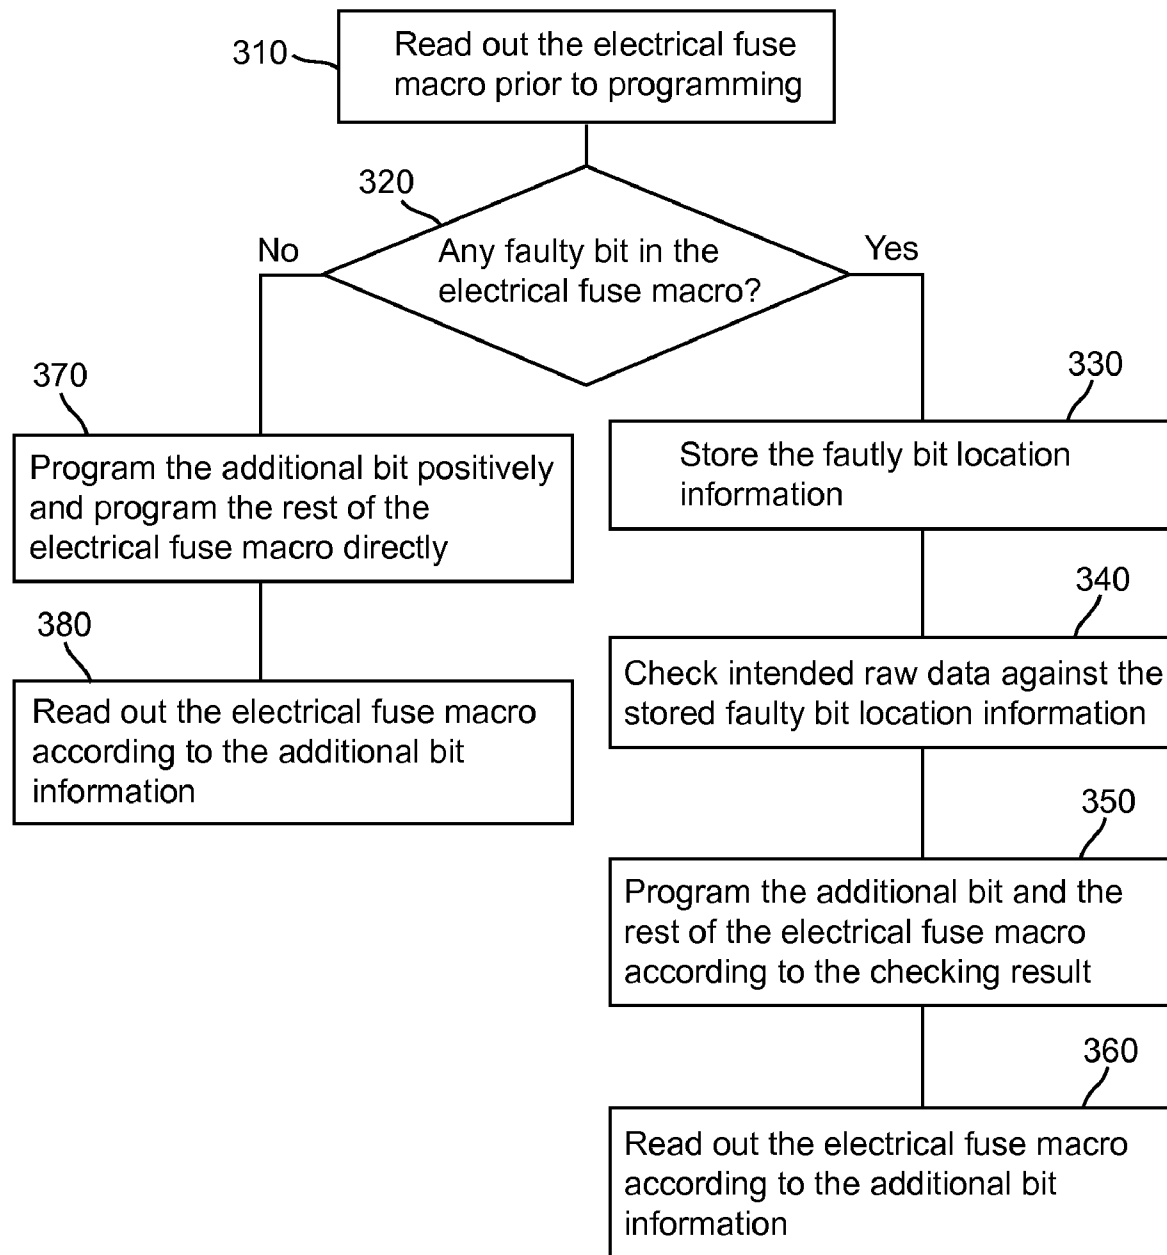 310
Read out the electrical fuse
macro prior to programming
320
No
Any faulty bit in the
electrical fuse macro?
Yes
370
Program the additional bit positively
and program the rest of the
electrical fuse macro directly
380
Read out the electrical fuse macro
according to the additional bit
information
330
Store the fautly bit location
information
340
Check intended raw data against the
stored faulty bit location information
350
Program the additional bit and the
rest of the electrical fuse macro
according to the checking result
360
Read out the electrical fuse macro
according to the additional bit
information